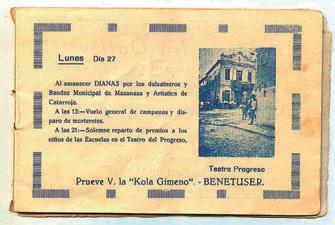 Lunes Día 27
Al amanecer DIANAS por los dulzaineros y
Bandas Municipal de Masanasa y Artística de
Catarroja.
A las 12:—Vuelo general de campanas y dis-
paro de morteretes.
A las 21:—Solemne reparto de premios a los
niños de las Escuelas en el Teatro del Progreso,
Teatro Progreso
Prueve V. la "Kola Gimeno". - BENETUSER.